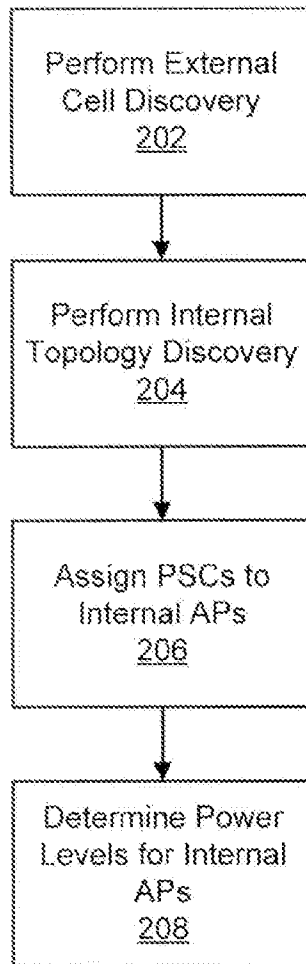 Perform External
Cell Discovery
202
Perform Internal
Topology Discovery
204
Assign PSCs to
Internal APs
206
Determine Power
Levels for Internal
APs
208